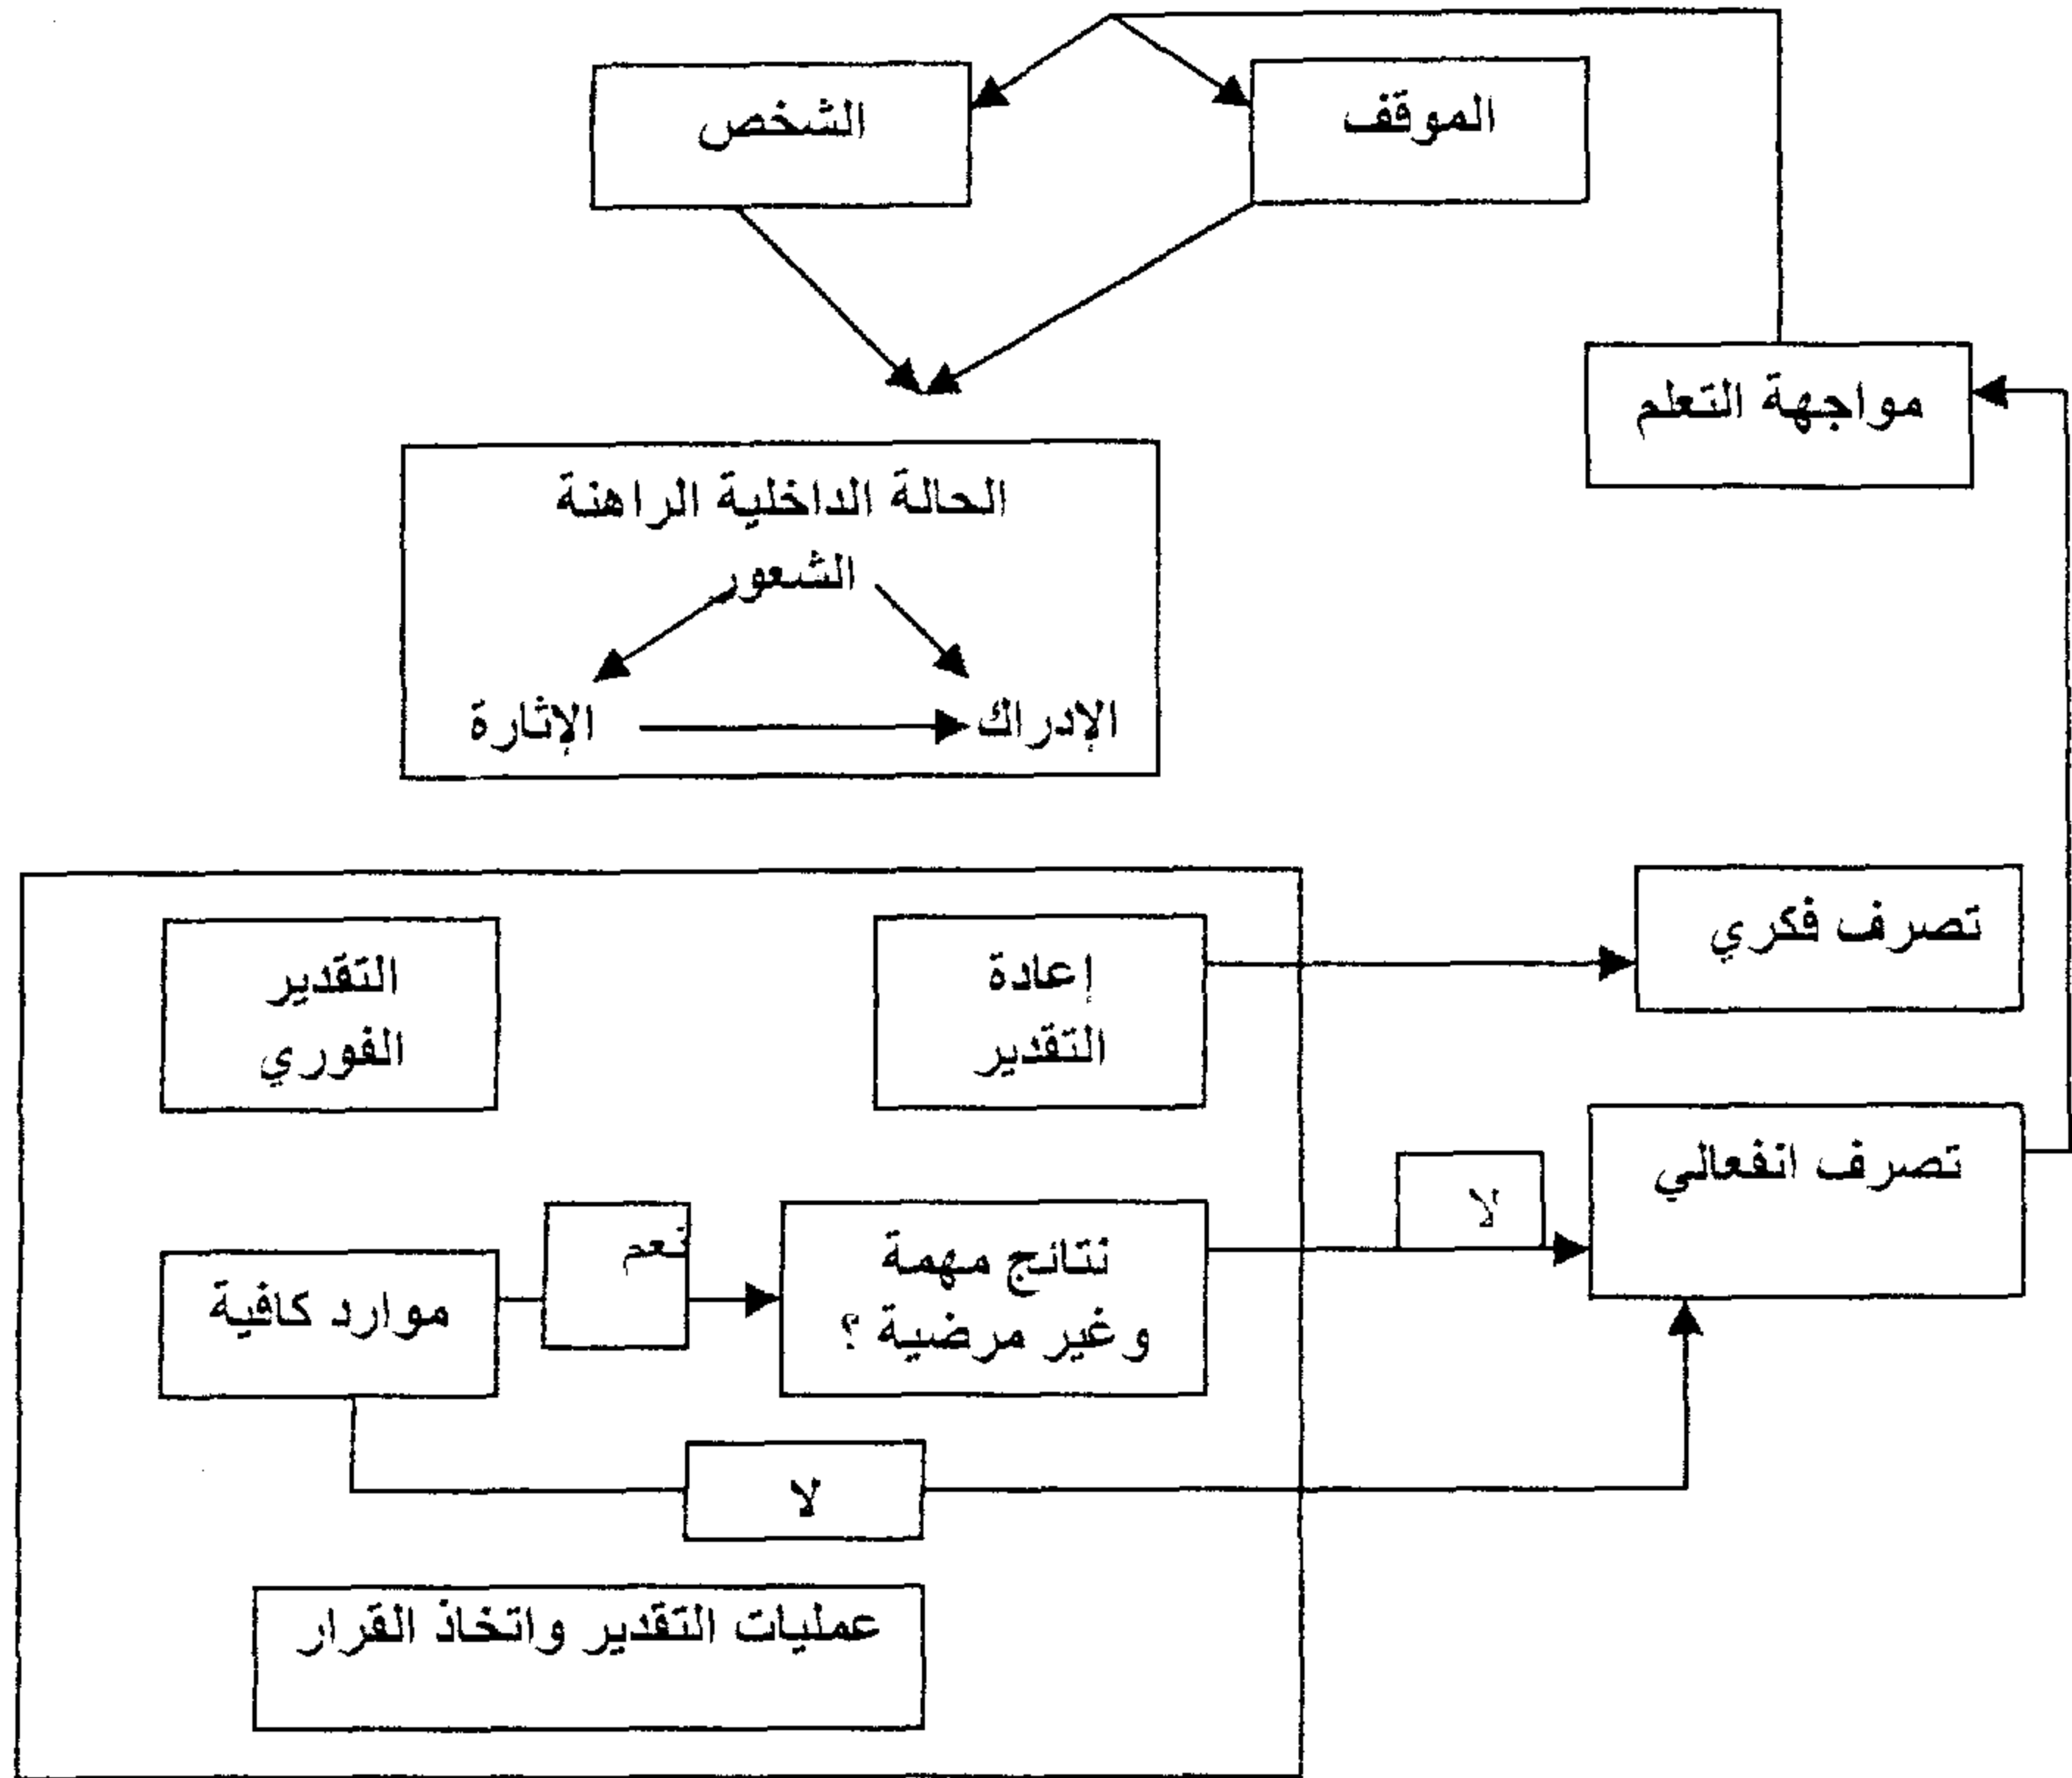 الموقف
الشخص
مواجهة التعلم
الحالة الداخلية الراهنة
الشعور
الإدراك
الإثارة
تصرف فكري
إعادة
التقدير
التقدير
الفوري
تصرف انفعالي
لا
نتائج مهمة
وغير مرضية ؟
نعم
موارد كافية
لا
عمليات التقدير واتخاذ القرار